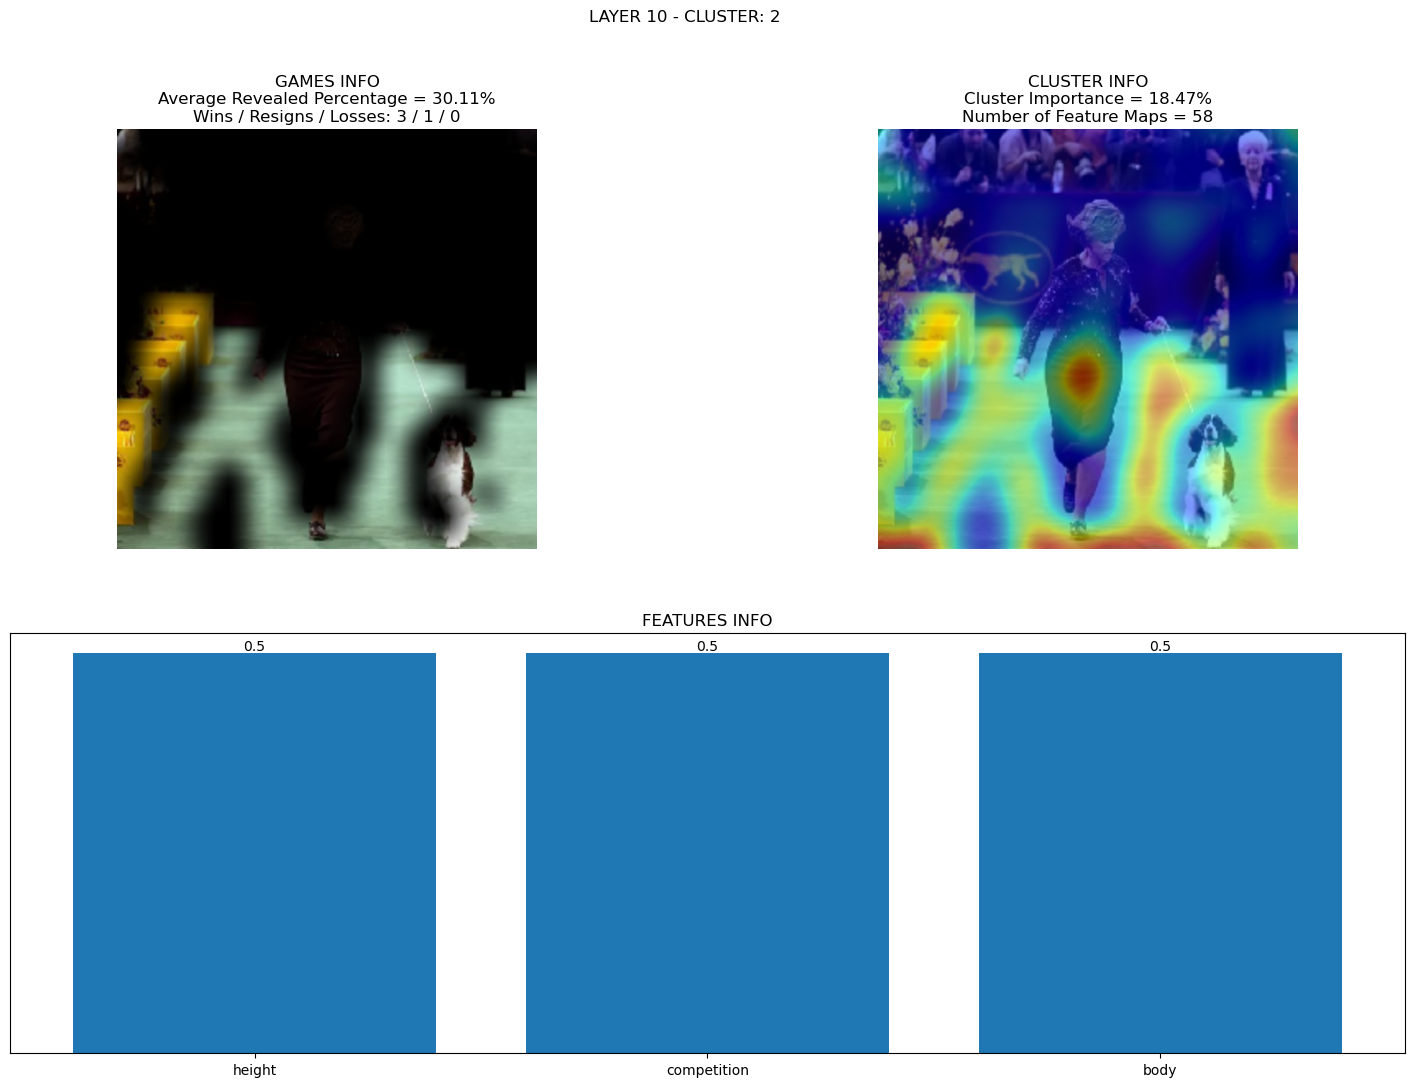 LAYER 10 - CLUSTER: 2
GAMES INFO
Average Revealed Percentage = 30.11%
Wins / Resigns / Losses: 3 / 1 / 0
CLUSTER INFO
Cluster Importance = 18.47%
Number of Feature Maps = 58
FEATURES INFO
0.5
0.5
0.5
height
competition
body